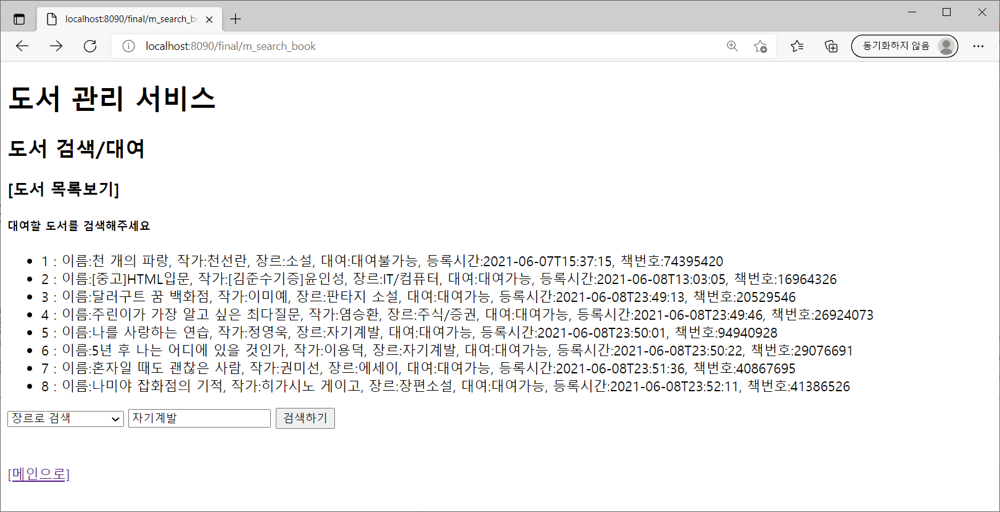 localhost:8090/final/m_search_bo
localhost:8090/final/m_search_book
동기화하지 않음
도서 관리 서비스
도서 검색/대여
[도서 목록보기]
대여할 도서를 검색해주세요
• 1 : 이름:천 개의 파랑, 작가:천선란, 장르:소설, 대여:대여불가능, 등록시간:2021-06-07T15:37:15, 책번호:74395420
• 2 : 이름:[중고]HTML입문, 작가:[김준수기증]윤인성, 장르:IT/컴퓨터, 대여:대여가능, 등록시간:2021-06-08T13:03:05, 책번호:16964326
• 3 : 이름:달러구트 꿈 백화점, 작가:이미예, 장르:판타지 소설, 대여:대여가능, 등록시간:2021-06-08T23:49:13, 책번호:20529546
• 4 : 이름:주린이가 가장 알고 싶은 최다질문, 작가:염승환, 장르:주식/증권, 대여:대여가능, 등록시간:2021-06-08T23:49:46, 책번호:26924073
• 5 : 이름:나를 사랑하는 연습, 작가:정영욱, 장르:자기계발, 대여:대여가능, 등록시간:2021-06-08T23:50:01, 책번호:94940928
• 6 : 이름:5년 후 나는 어디에 있을 것인가, 작가:이용덕, 장르:자기계발, 대여:대여가능, 등록시간:2021-06-08T23:50:22, 책번호:29076691
• 7 : 이름:혼자일 때도 괜찮은 사람, 작가:권미선, 장르:에세이, 대여:대여가능, 등록시간:2021-06-08T23:51:36, 책번호:40867695
• 8 : 이름:나미야 잡화점의 기적, 작가:히가시노 게이고, 장르:장편소설, 대여:대여가능, 등록시간:2021-06-08T23:52:11, 책번호:41386526
장르로 검색 자기계발 검색하기
[메인으로]